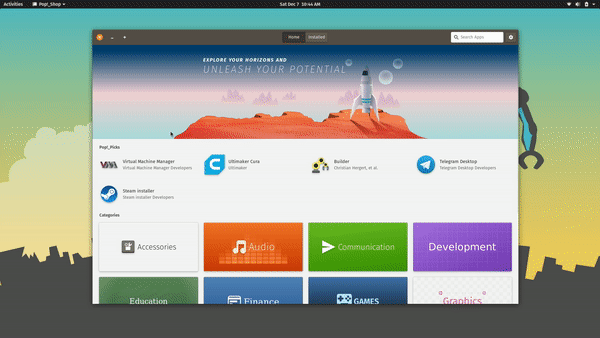 Activities
Pop!_Shop
Sat Dec 7 10:44 AM
Home
Installed
Search Apps
EXPLORE YOUR HORIZONS AND
UNLEASH YOUR POTENTIAL
Pop!_Picks
Virtual Machine Manager
Virtual Machine Manager Developers
Ultimaker Cura
Ultimaker
Builder
Christian Hergert, et al.
Telegram Desktop
Telegram Desktop Developers
Steam Installer
Steam Installer Developers
Categories
Accessories
Audio
Communication
Development
Education
Finance
GAMES
Graphics